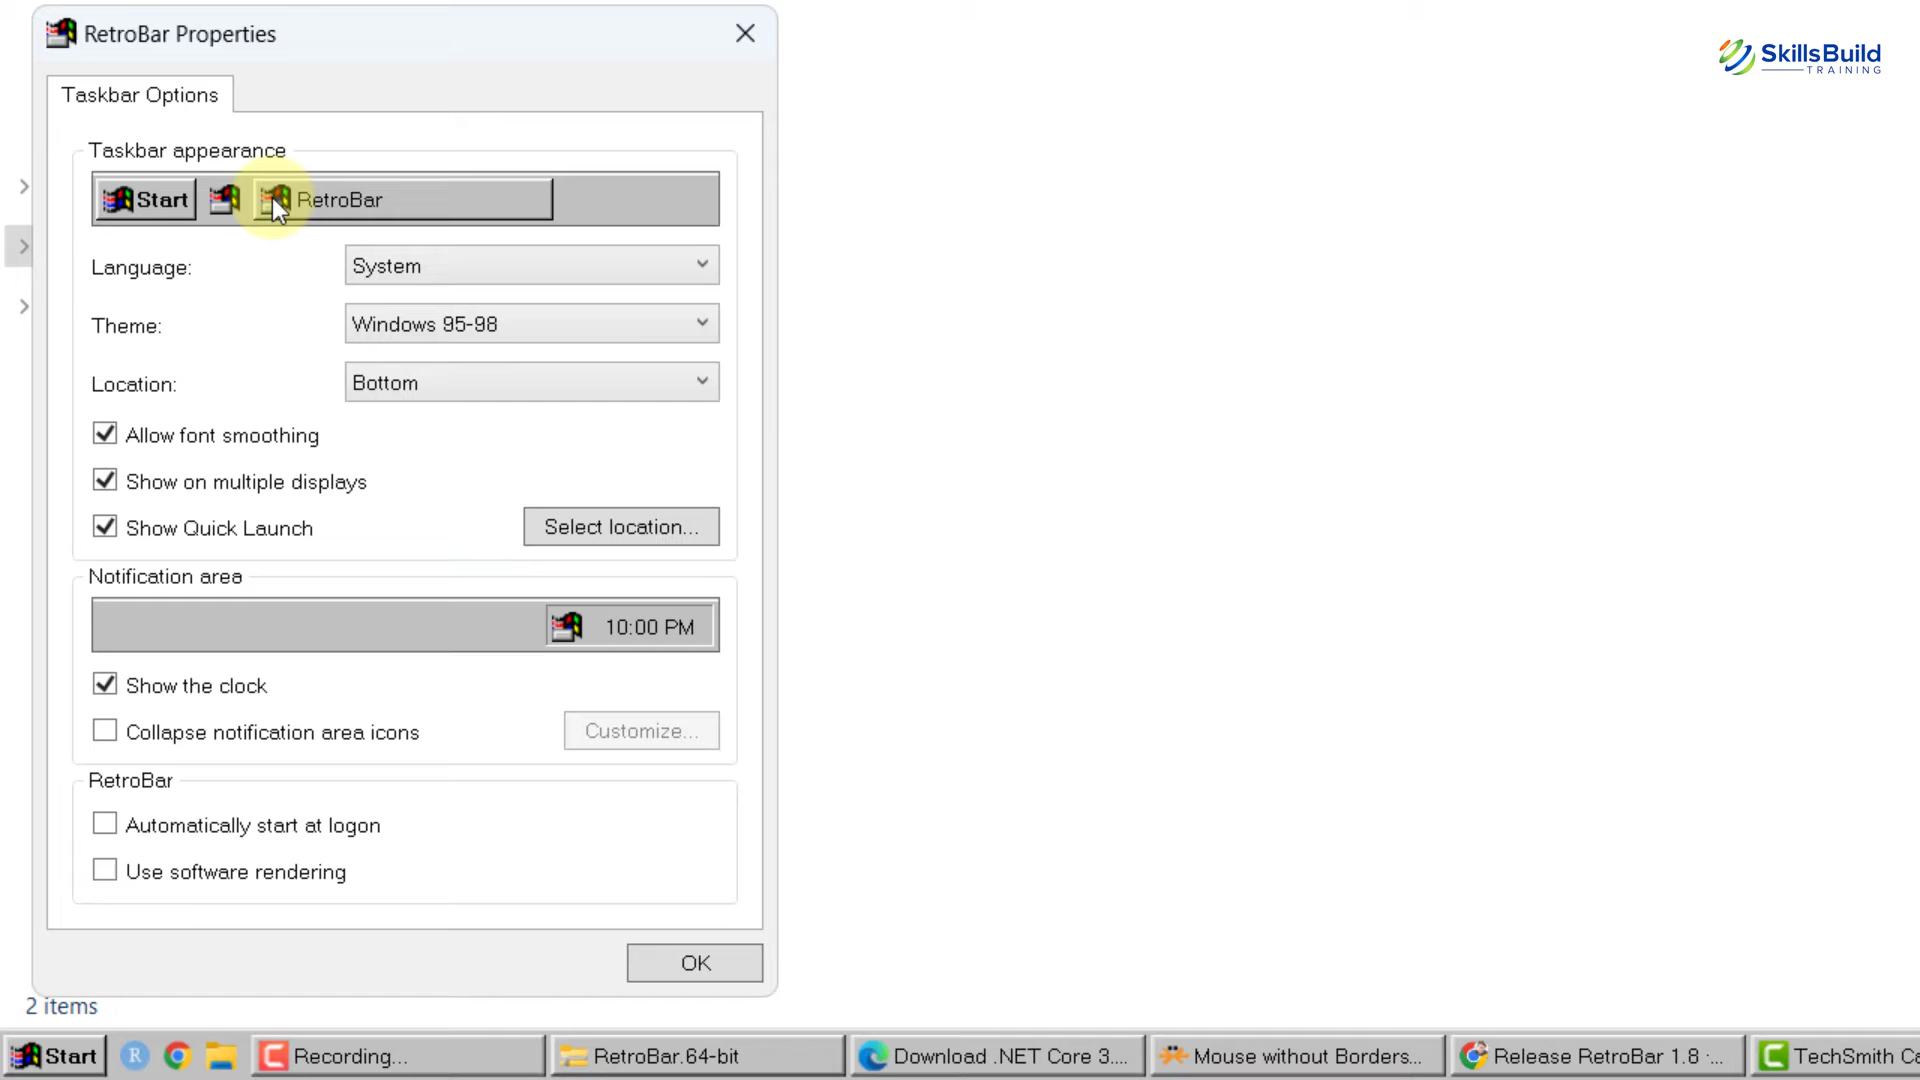 RetroBar Properties
SkillsBuild
TRAINING
Taskbar Options
Taskbar appearance
Start
RetroBar
Language:
System
Theme:
Windows 95-98
Location:
Bottom
Allow font smoothing
Show on multiple displays
Show Quick Launch
Select location...
Notification area
10:00 PM
Show the clock
Collapse notification area icons
Customize...
RetroBar
Automatically start at logon
Use software rendering
OK
2 items
Start
R
Recording...
RetroBar.64-bit
Download .NET Core 3....
Mouse without Borders...
Release RetroBar 1.8 ·...
TechSmith Ca